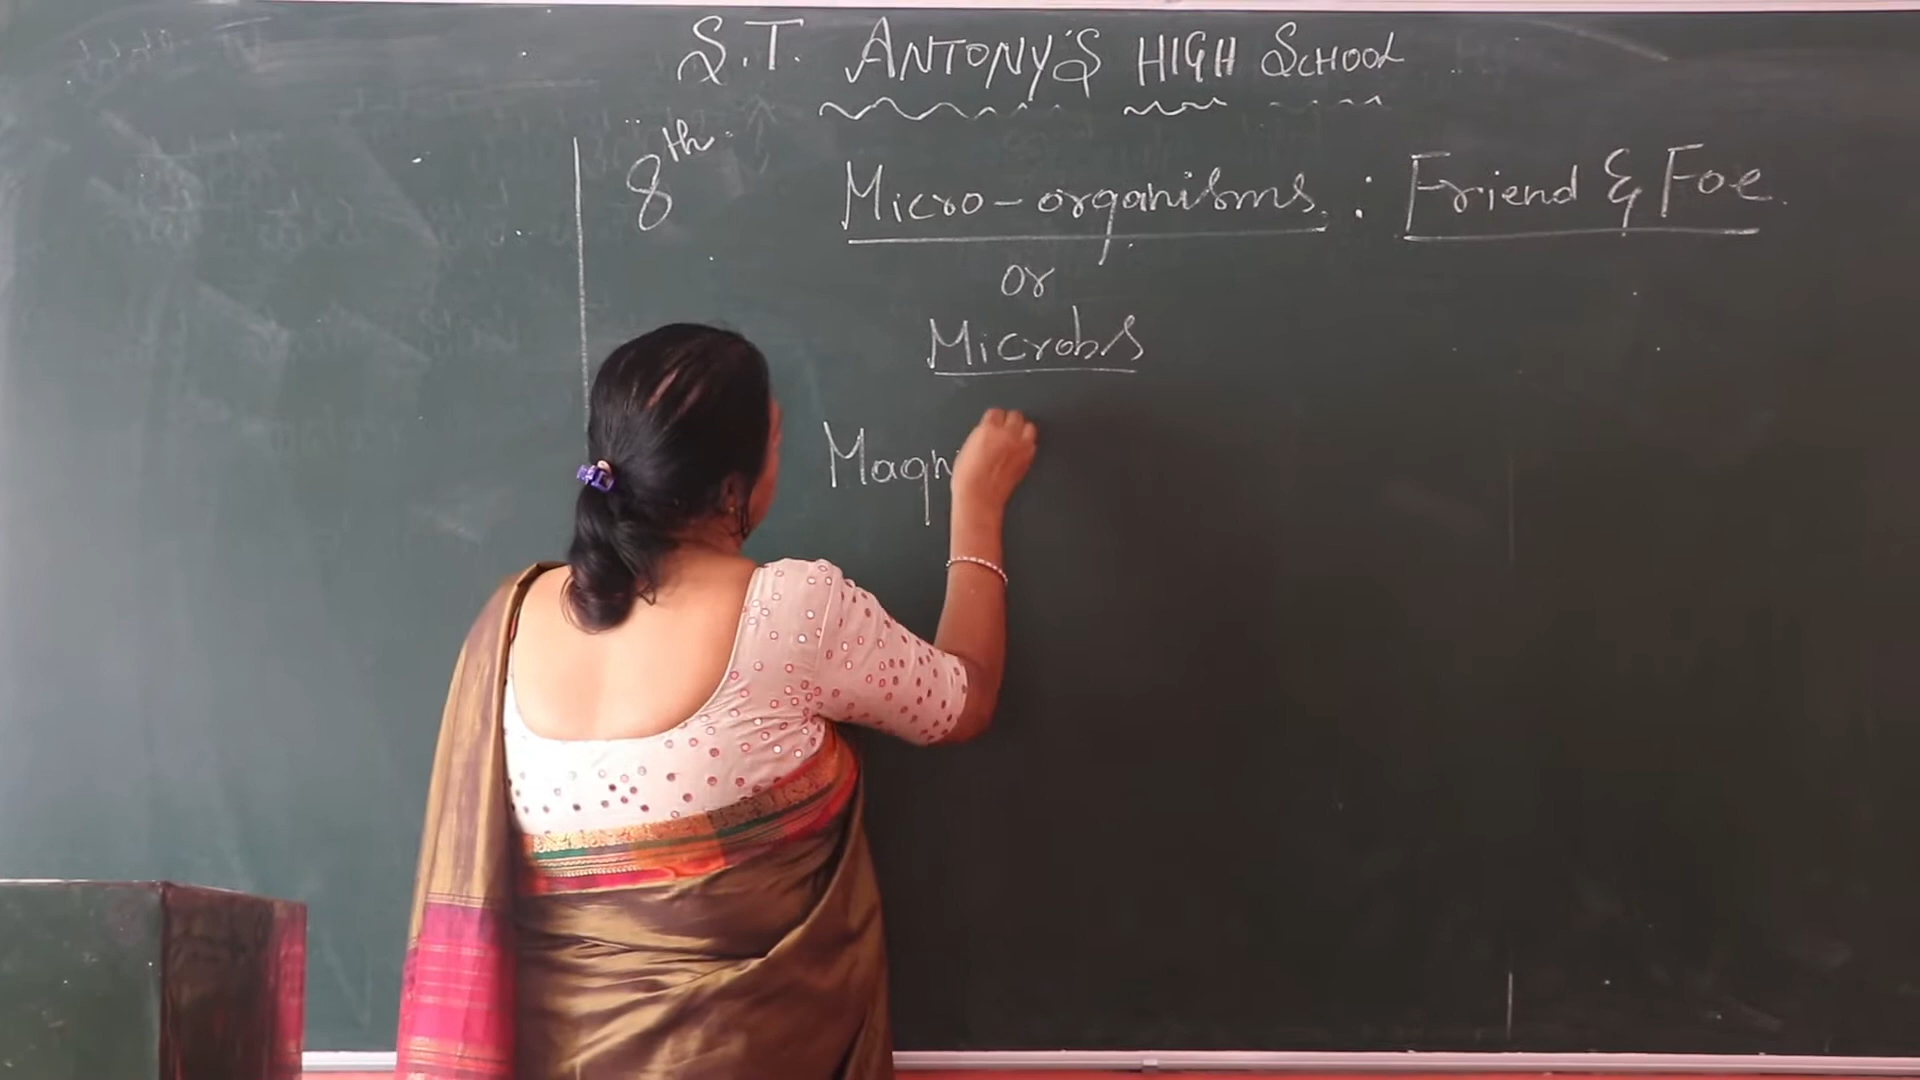 S.T. ANTONY'S HIGH SCHOOL
8th Micro-organisms : Friend & Foe
or
Microbs
Magn